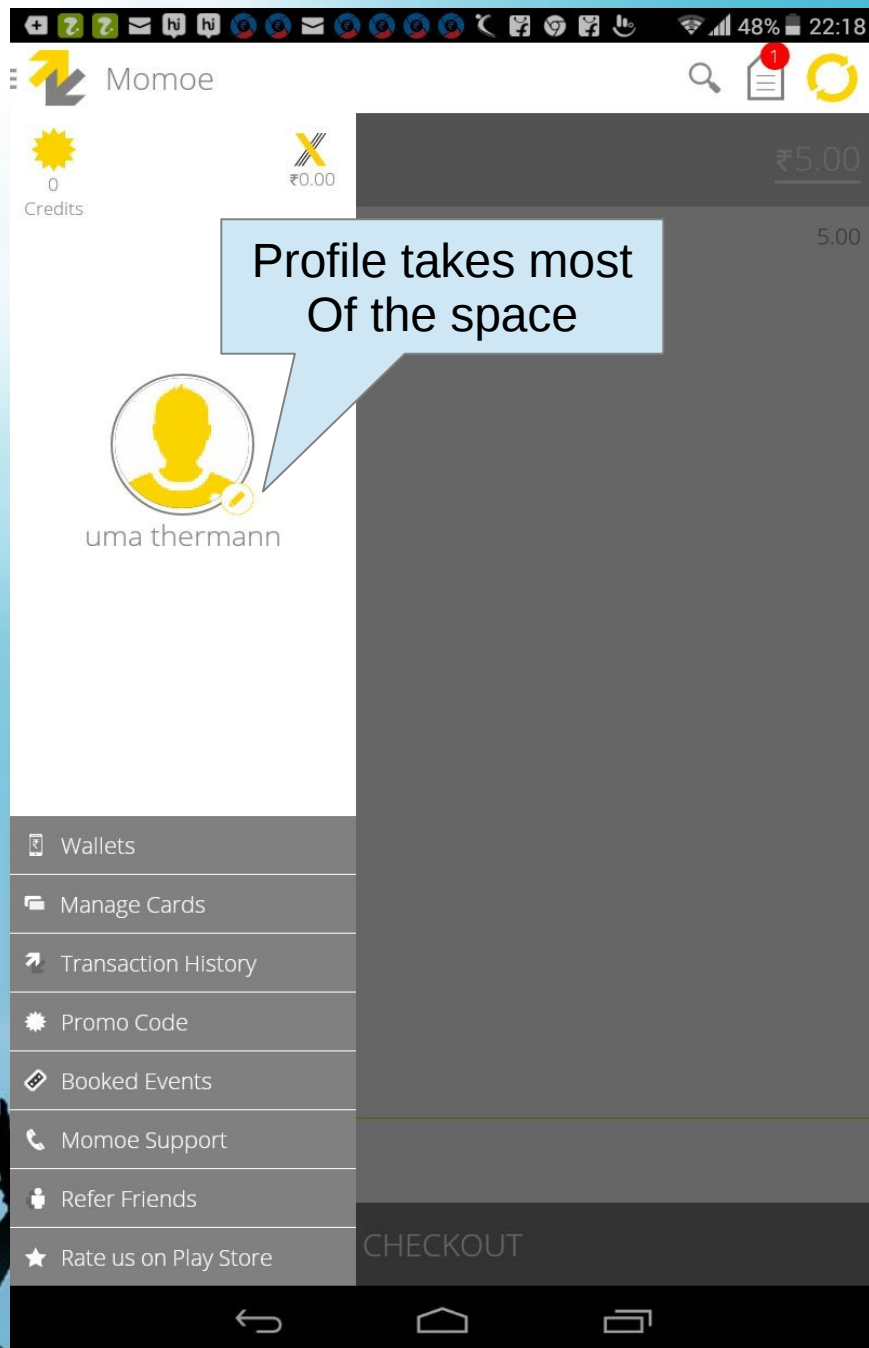 hi hi 48% 22:18
Momoe 1
0 ₹0.00 ₹5.00
Credits
5.00
Profile takes most
Of the space
uma thermann
Wallets
Manage Cards
Transaction History
Promo Code
Booked Events
Momoe Support
Refer Friends
Rate us on Play Store
CHECKOUT